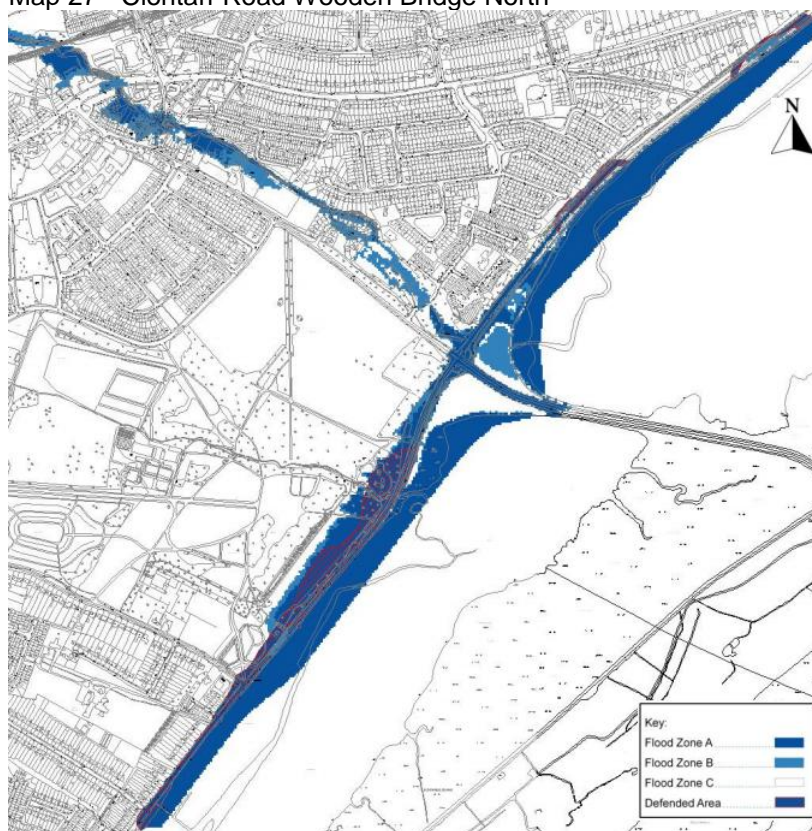 Map 27 - Clontarf Road Wooden Bridge North
N
Key:
Flood Zone A
Flood Zone B
Flood Zone C
Defended Area